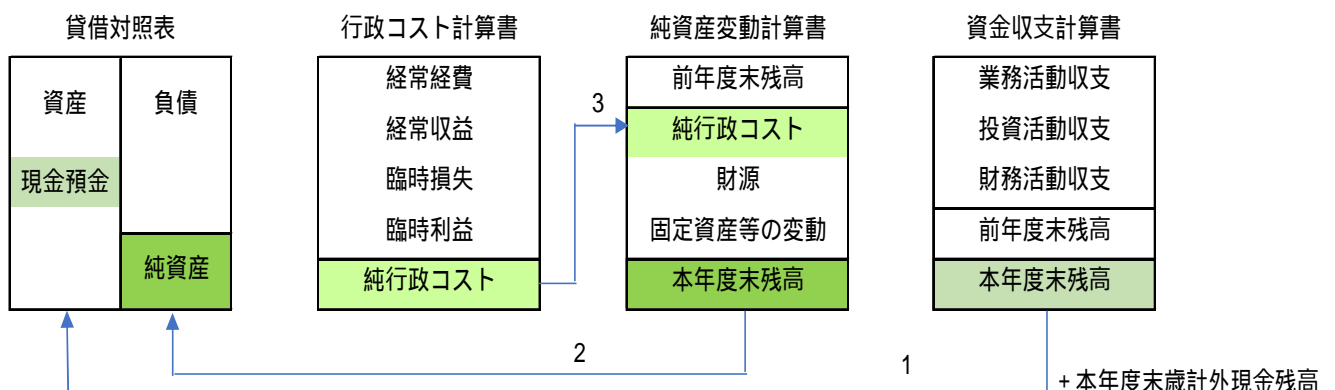 貸借対照表
資産
負債
現金預金
純資産
行政コスト計算書
経常経費
経常収益
臨時損失
臨時利益
純行政コスト
3
純資産変動計算書
前年度末残高
純行政コスト
財源
固定資産等の変動
本年度末残高
資金収支計算書
業務活動収支
投資活動収支
財務活動収支
前年度末残高
本年度末残高
2
1
+本年度末歳計外現金残高